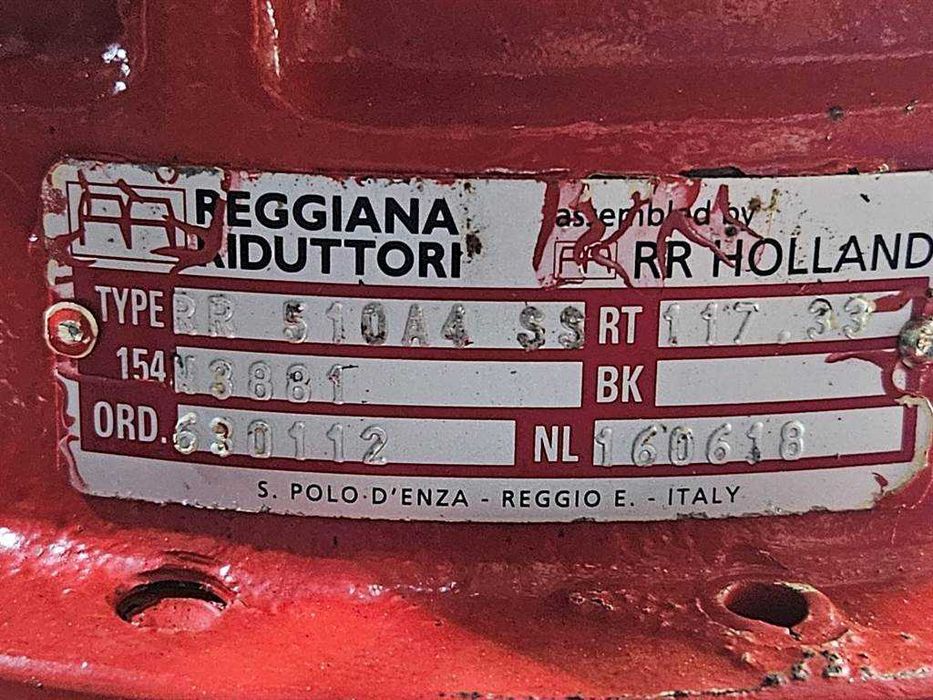 REGGIANA
RIDUTTORI
assembled by
RR HOLLAND
TYPE RR 510A4 SS RT 117.33
154 N3881 BK
ORD. 630112 NL 160618
S. POLO D'ENZA - REGGIO E. - ITALY